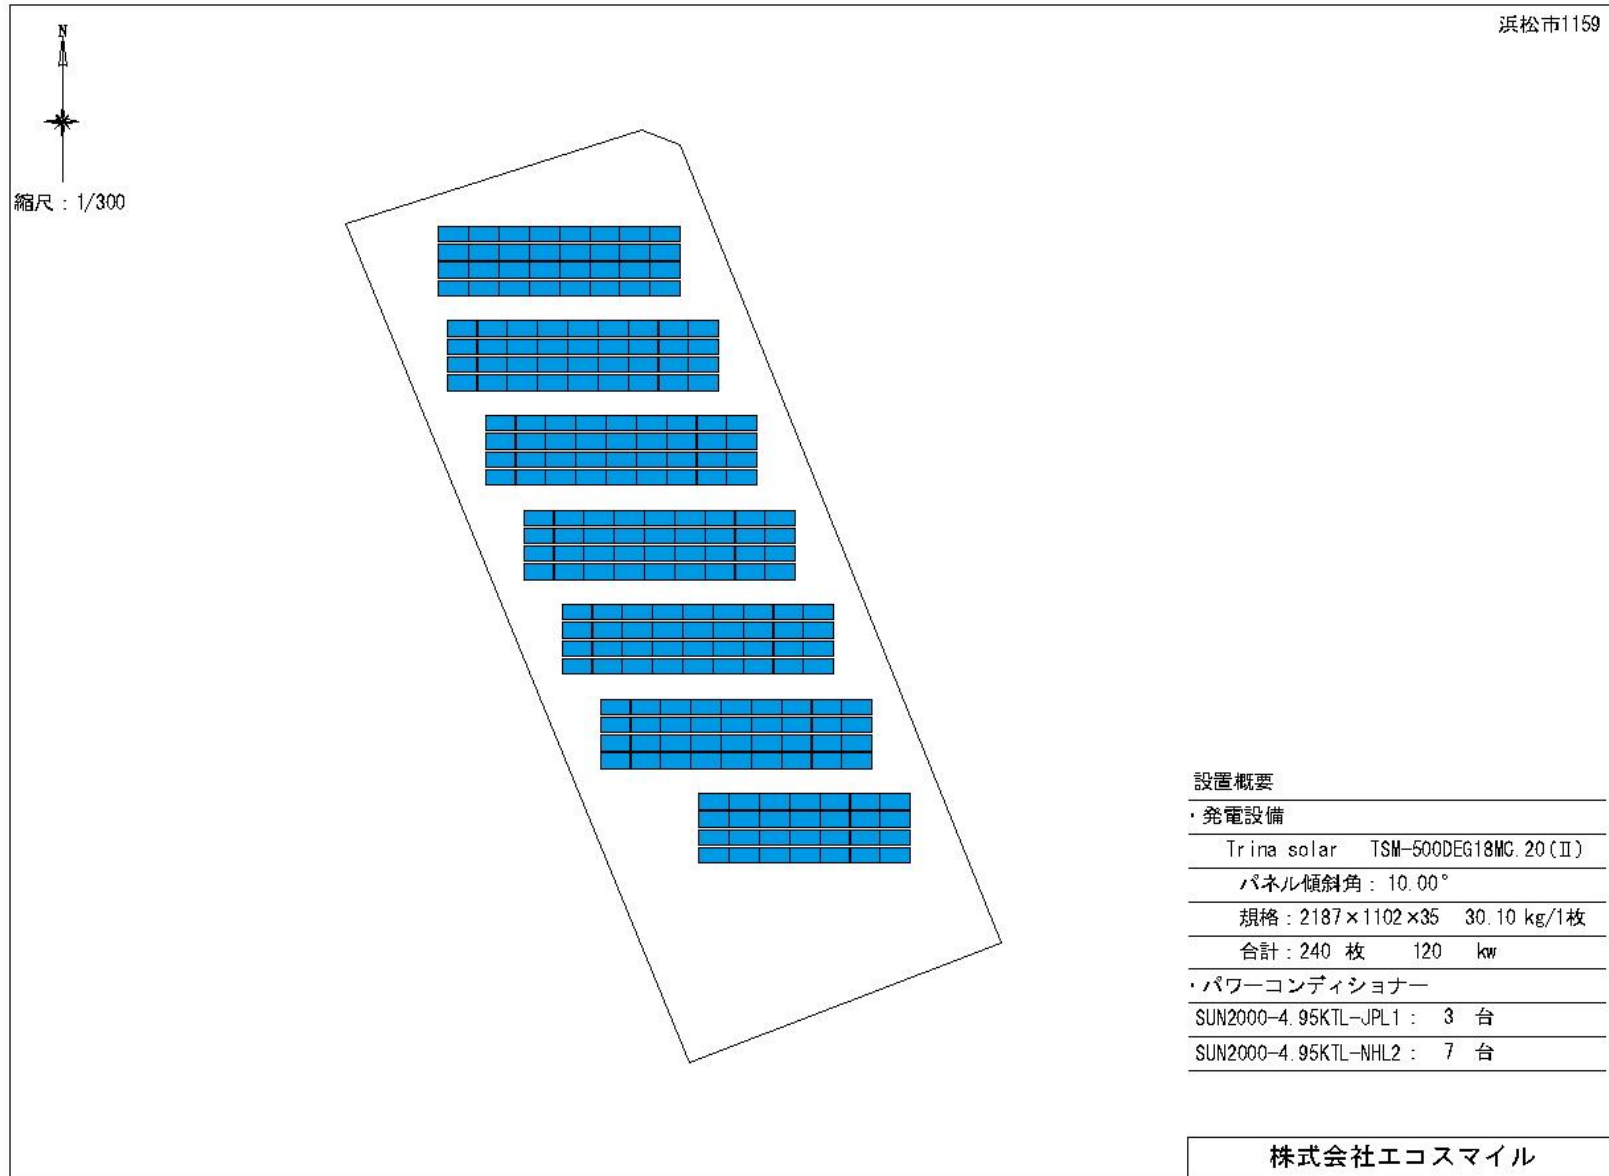 浜松市1159
N
縮尺：1/300
設置概要
・発電設備
Trina solar TSM-500DEG18MC.20(Ⅱ)
パネル傾斜角：10.00°
規格：2187×1102×35 30.10 kg/1枚
合計：240 枚 120 kw
・パワーコンディショナー
SUN2000-4.95KTL-JPL1： 3 台
SUN2000-4.95KTL-NHL2： 7 台
株式会社エコスマイル